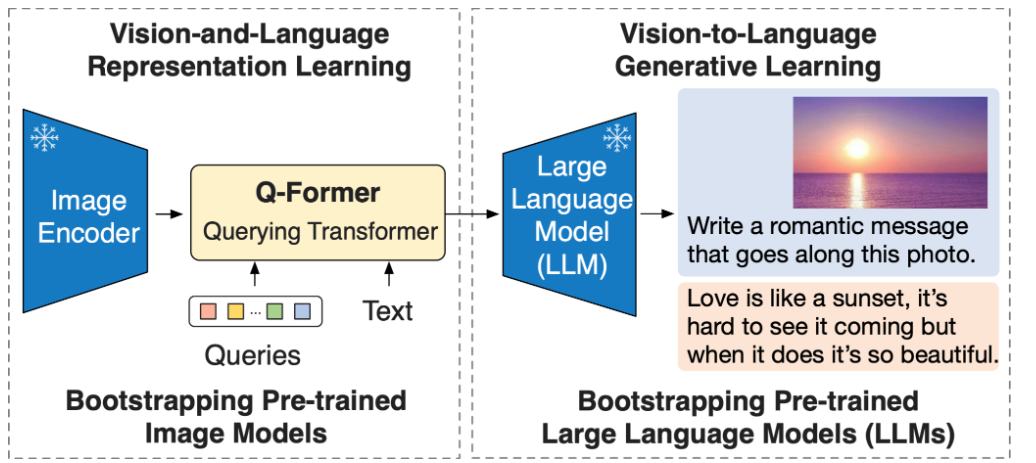 Vision-and-Language
Representation Learning
Image
Encoder
Q-Former
Querying Transformer
...
Queries
Text
Bootstrapping Pre-trained
Image Models
Vision-to-Language
Generative Learning
Large
Language
Model
(LLM)
Write a romantic message
that goes along this photo.
Love is like a sunset, it's
hard to see it coming but
when it does it's so beautiful.
Bootstrapping Pre-trained
Large Language Models (LLMs)